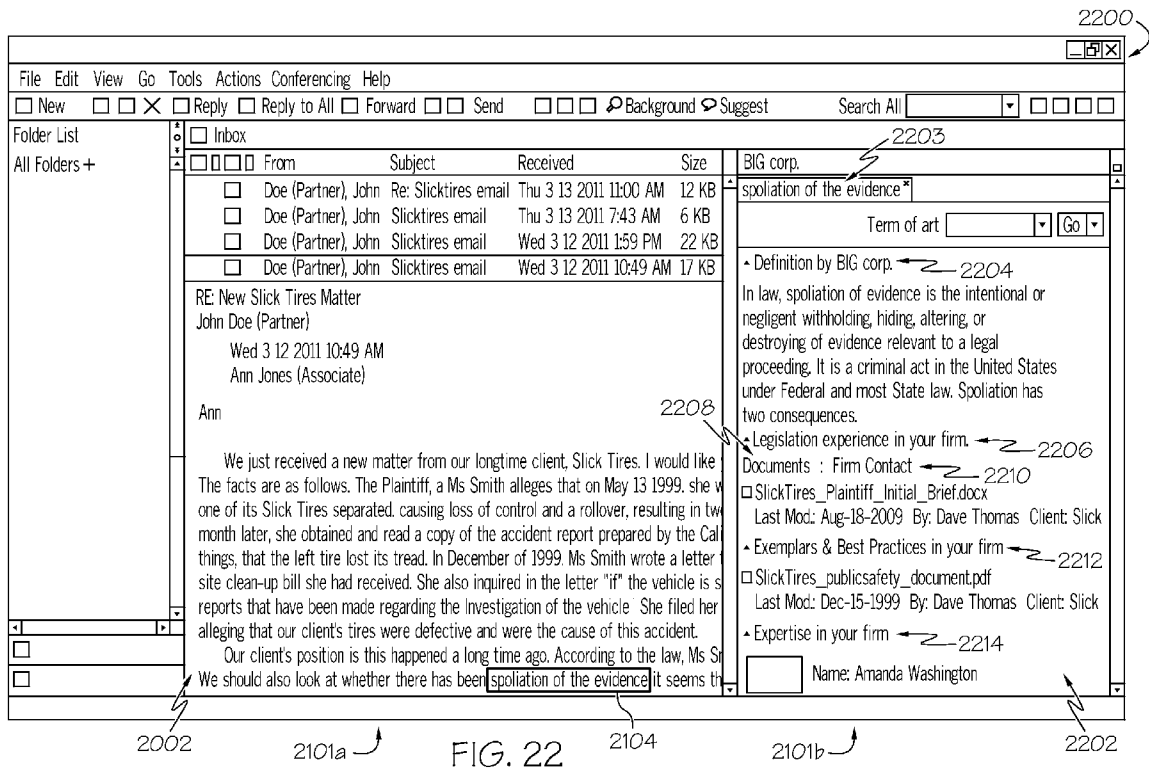 2200
File Edit View Go Tools Actions Conferencing Help
New Reply Reply to All Forward Send Background Suggest Search All
Folder List
All Folders +
Inbox
From Subject Received Size
Doe (Partner), John Re: Slicktires email Thu 3 13 2011 11:00 AM 12 KB
Doe (Partner), John Slicktires email Thu 3 13 2011 7:43 AM 6 KB
Doe (Partner), John Slicktires email Wed 3 12 2011 1:59 PM 22 KB
Doe (Partner), John Slicktires email Wed 3 12 2011 10:49 AM 17 KB
RE: New Slick Tires Matter
John Doe (Partner)
Wed 3 12 2011 10:49 AM
Ann Jones (Associate)
Ann
We just received a new matter from our longtime client, Slick Tires. I would like
The facts are as follows. The Plaintiff, a Ms Smith alleges that on May 13 1999. she w
one of its Slick Tires separated. causing loss of control and a rollover, resulting in tw
month later, she obtained and read a copy of the accident report prepared by the Cali
things, that the left tire lost its tread. In December of 1999. Ms Smith wrote a letter t
site clean-up bill she had received. She also inquired in the letter "if" the vehicle is s
reports that have been made regarding the Investigation of the vehicle She filed her
alleging that our client's tires were defective and were the cause of this accident.
Our client's position is this happened a long time ago. According to the law, Ms Sr
We should also look at whether there has been spoliation of the evidence it seems th
2203
BIG corp.
spoliation of the evidence x
Term of art Go
Definition by BIG corp. 2204
In law, spoliation of evidence is the intentional or
negligent withholding, hiding, altering, or
destroying of evidence relevant to a legal
proceeding. It is a criminal act in the United States
under Federal and most State law. Spoliation has
two consequences.
2208
Legislation experience in your firm. 2206
Documents : Firm Contact 2210
SlickTires_Plaintiff_Initial_Brief.docx
Last Mod.: Aug-18-2009 By: Dave Thomas Client: Slick
Exemplars & Best Practices in your firm 2212
SlickTires_publicsafety_document.pdf
Last Mod.: Dec-15-1999 By: Dave Thomas Client: Slick
Expertise in your firm 2214
Name: Amanda Washington
2002 2101a 2104 2101b 2202
FIG. 22